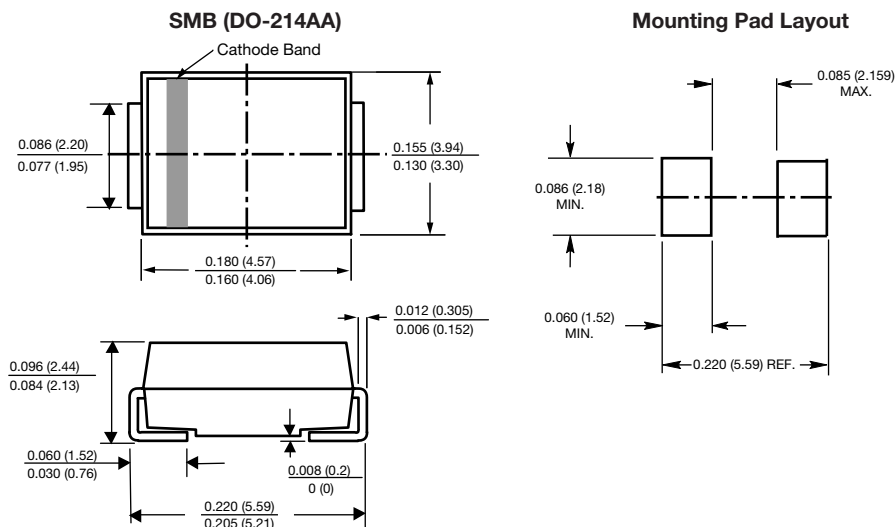 SMB (DO-214AA)
Cathode Band
0.086 (2.20)
0.077 (1.95)
0.155 (3.94)
0.130 (3.30)
0.180 (4.57)
0.160 (4.06)
0.012 (0.305)
0.006 (0.152)
0.096 (2.44)
0.084 (2.13)
0.060 (1.52)
0.030 (0.76)
0.008 (0.2)
0 (0)
0.220 (5.59)
0.205 (5.21)
Mounting Pad Layout
0.085 (2.159)
MAX.
0.086 (2.18)
MIN.
0.060 (1.52)
MIN.
0.220 (5.59) REF.